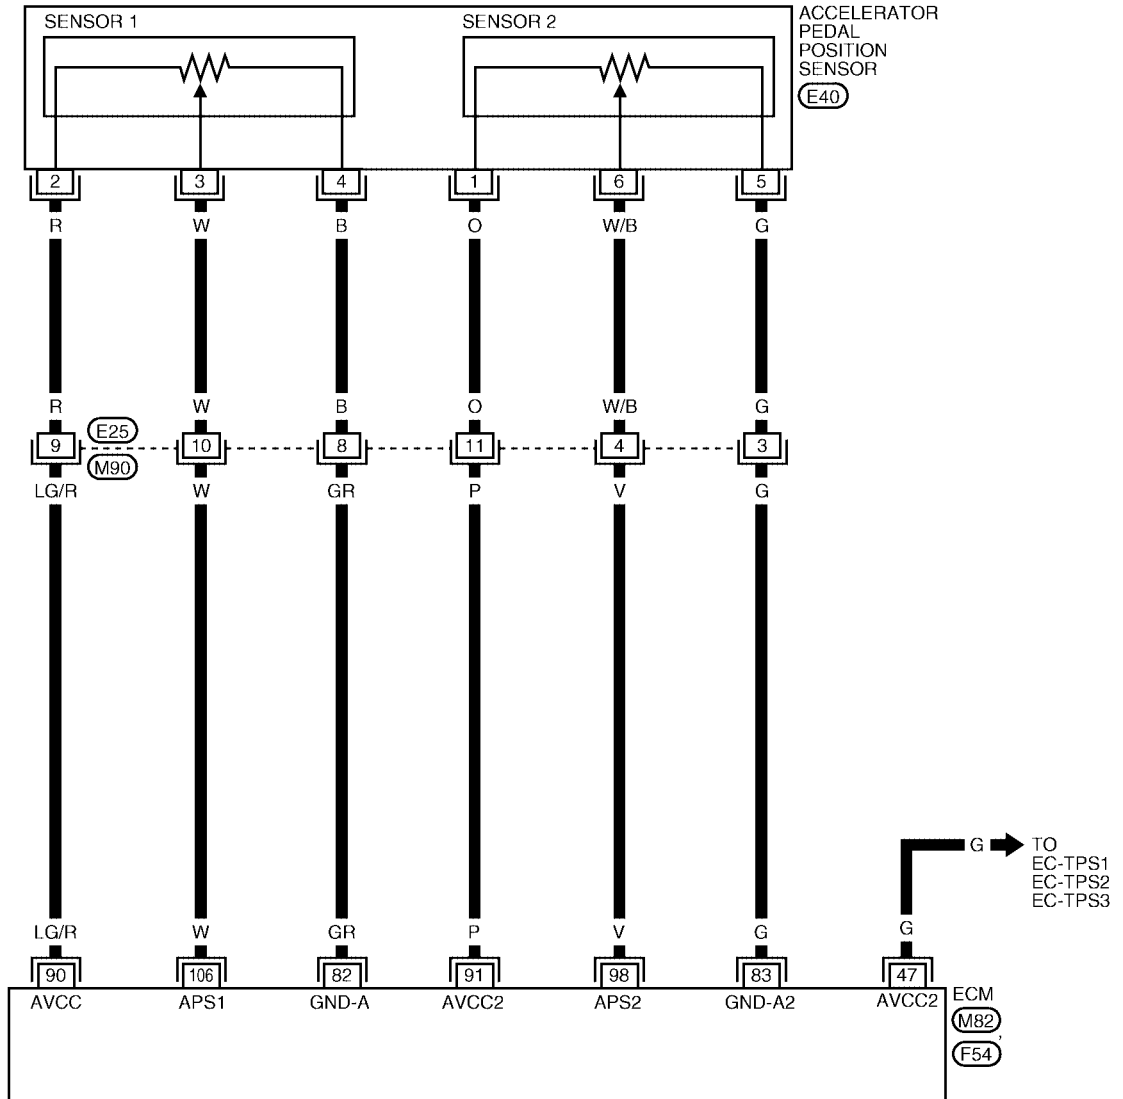 SENSOR 1
SENSOR 2
ACCELERATOR
PEDAL
POSITION
SENSOR
E40
2 3 4 1 6 5
R W B O W/B G
R W B O W/B G
E25
9 10 8 11 4 3
M90
LG/R W GR P V G
G TO
EC-TPS1
EC-TPS2
EC-TPS3
LG/R W GR P V G G
90 106 82 91 98 83 47
AVCC APS1 GND-A AVCC2 APS2 GND-A2 AVCC2
ECM
M82,
F54